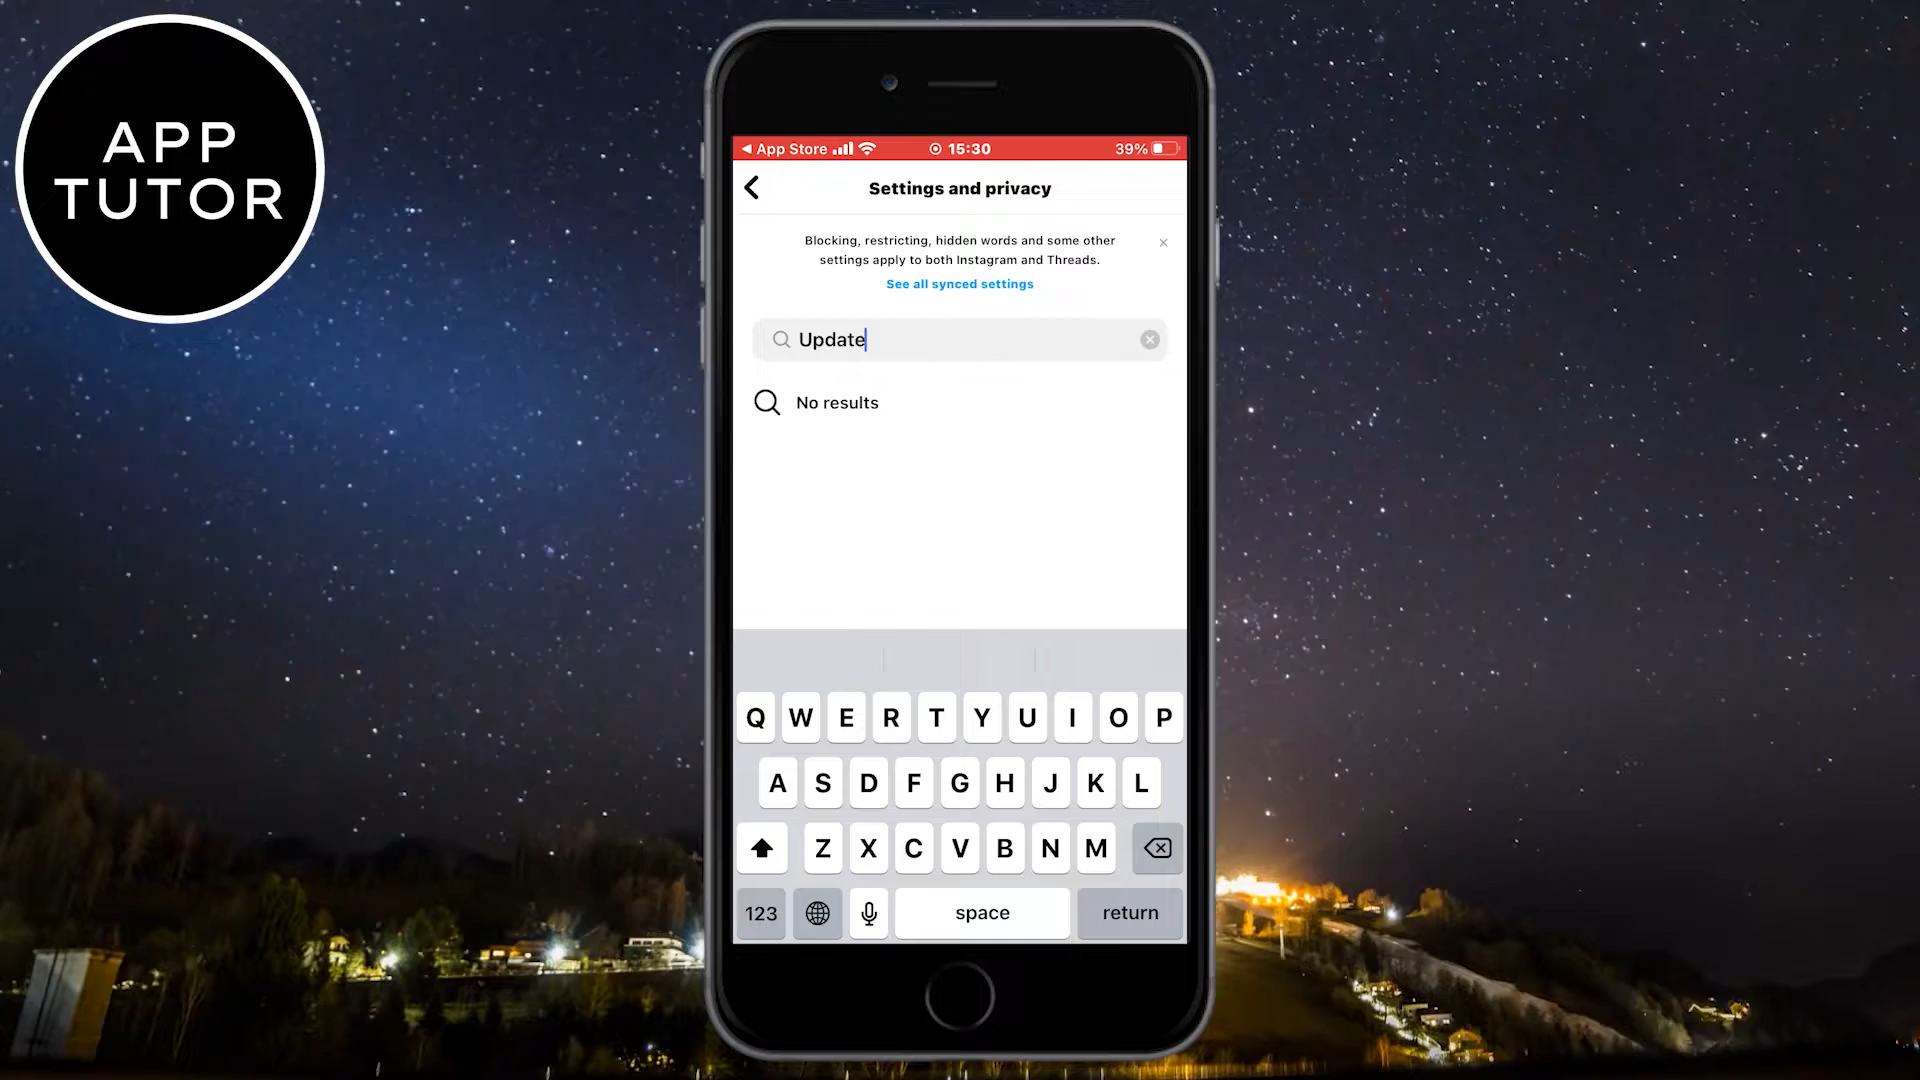 APP
TUTOR
App Store
15:30
39%
Settings and privacy
Blocking, restricting, hidden words and some other
settings apply to both Instagram and Threads.
See all synced settings
Update
No results
Q W E R T Y U I O P
A S D F G H J K L
Z X C V B N M
123
space
return